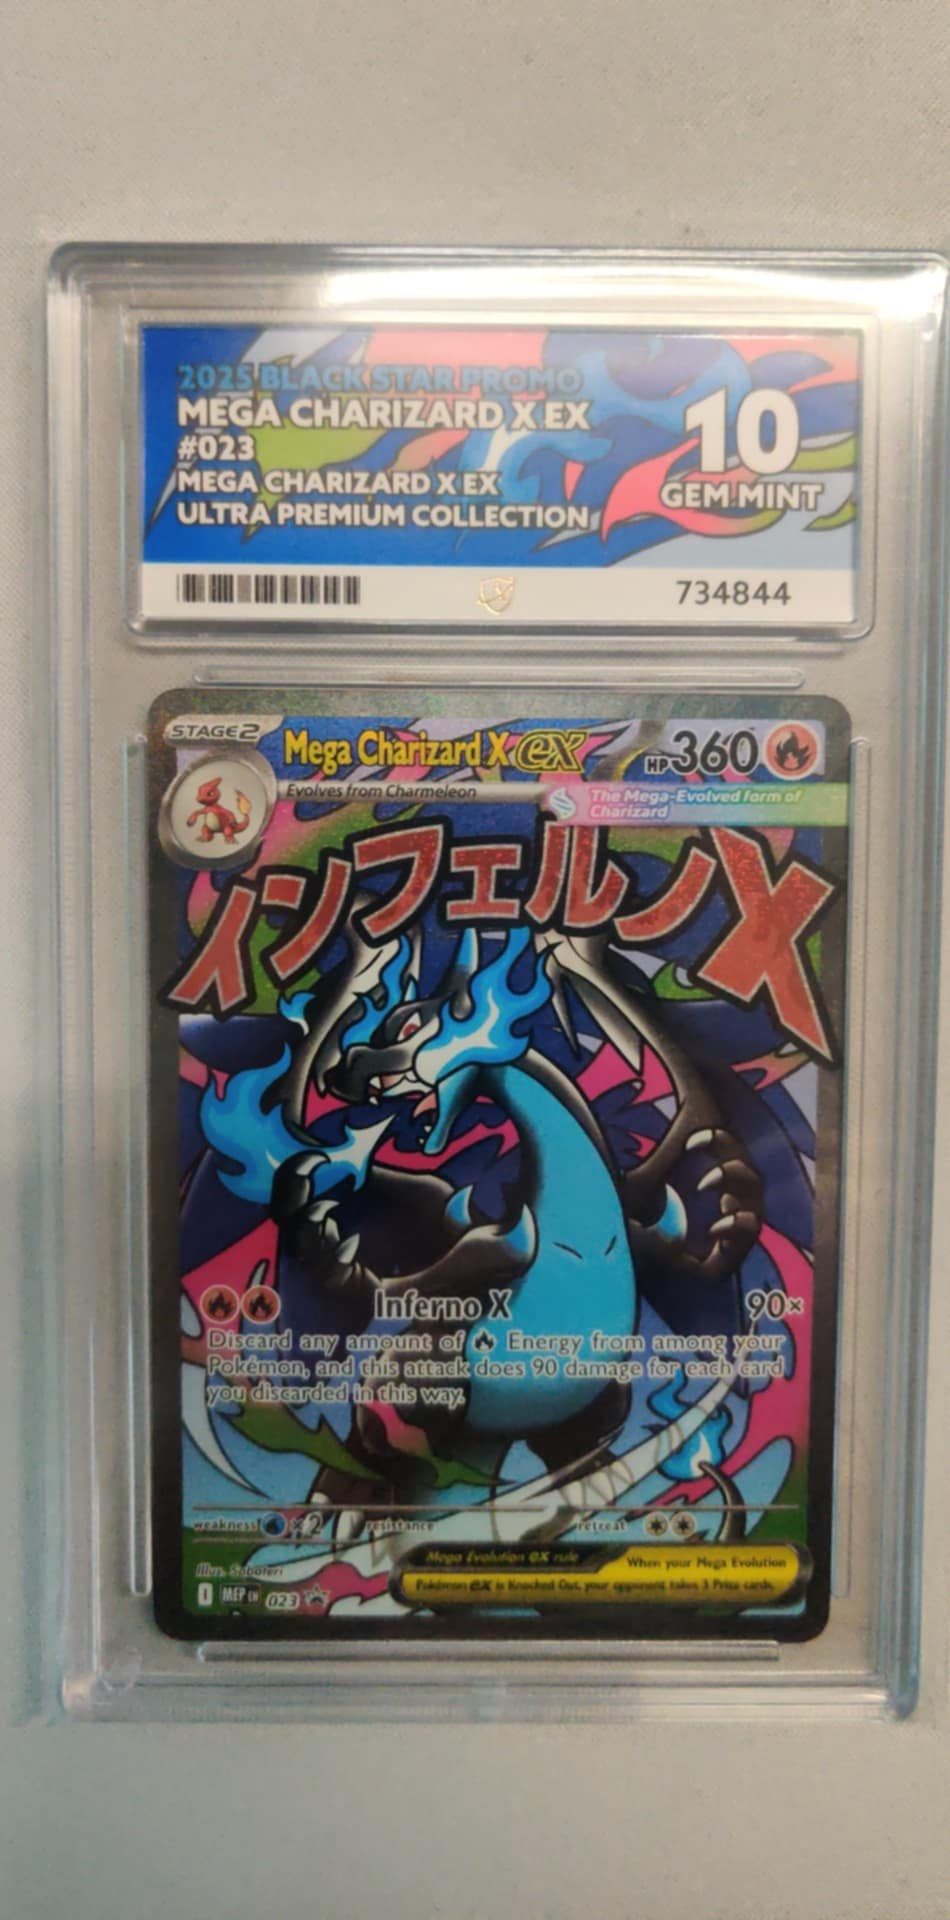 2025 BLACK STAR PROMO
MEGA CHARIZARD X EX
#023
MEGA CHARIZARD X EX
ULTRA PREMIUM COLLECTION
10
GEM MINT
734844
STAGE2
Mega Charizard X ex
HP360
Evolves from Charmeleon
The Mega-Evolved form of
Charizard
インフェルノX
Inferno X 90×
Discard any amount of Energy from among your
Pokémon, and this attack does 90 damage for each card
you discarded in this way.
weakness ×2 resistance retreat
Mega Evolution ex rule When your Mega Evolution
Pokémon ex is Knocked Out, your opponent takes 3 Prize cards.
Illus. Saboteri
I MEP EN 023